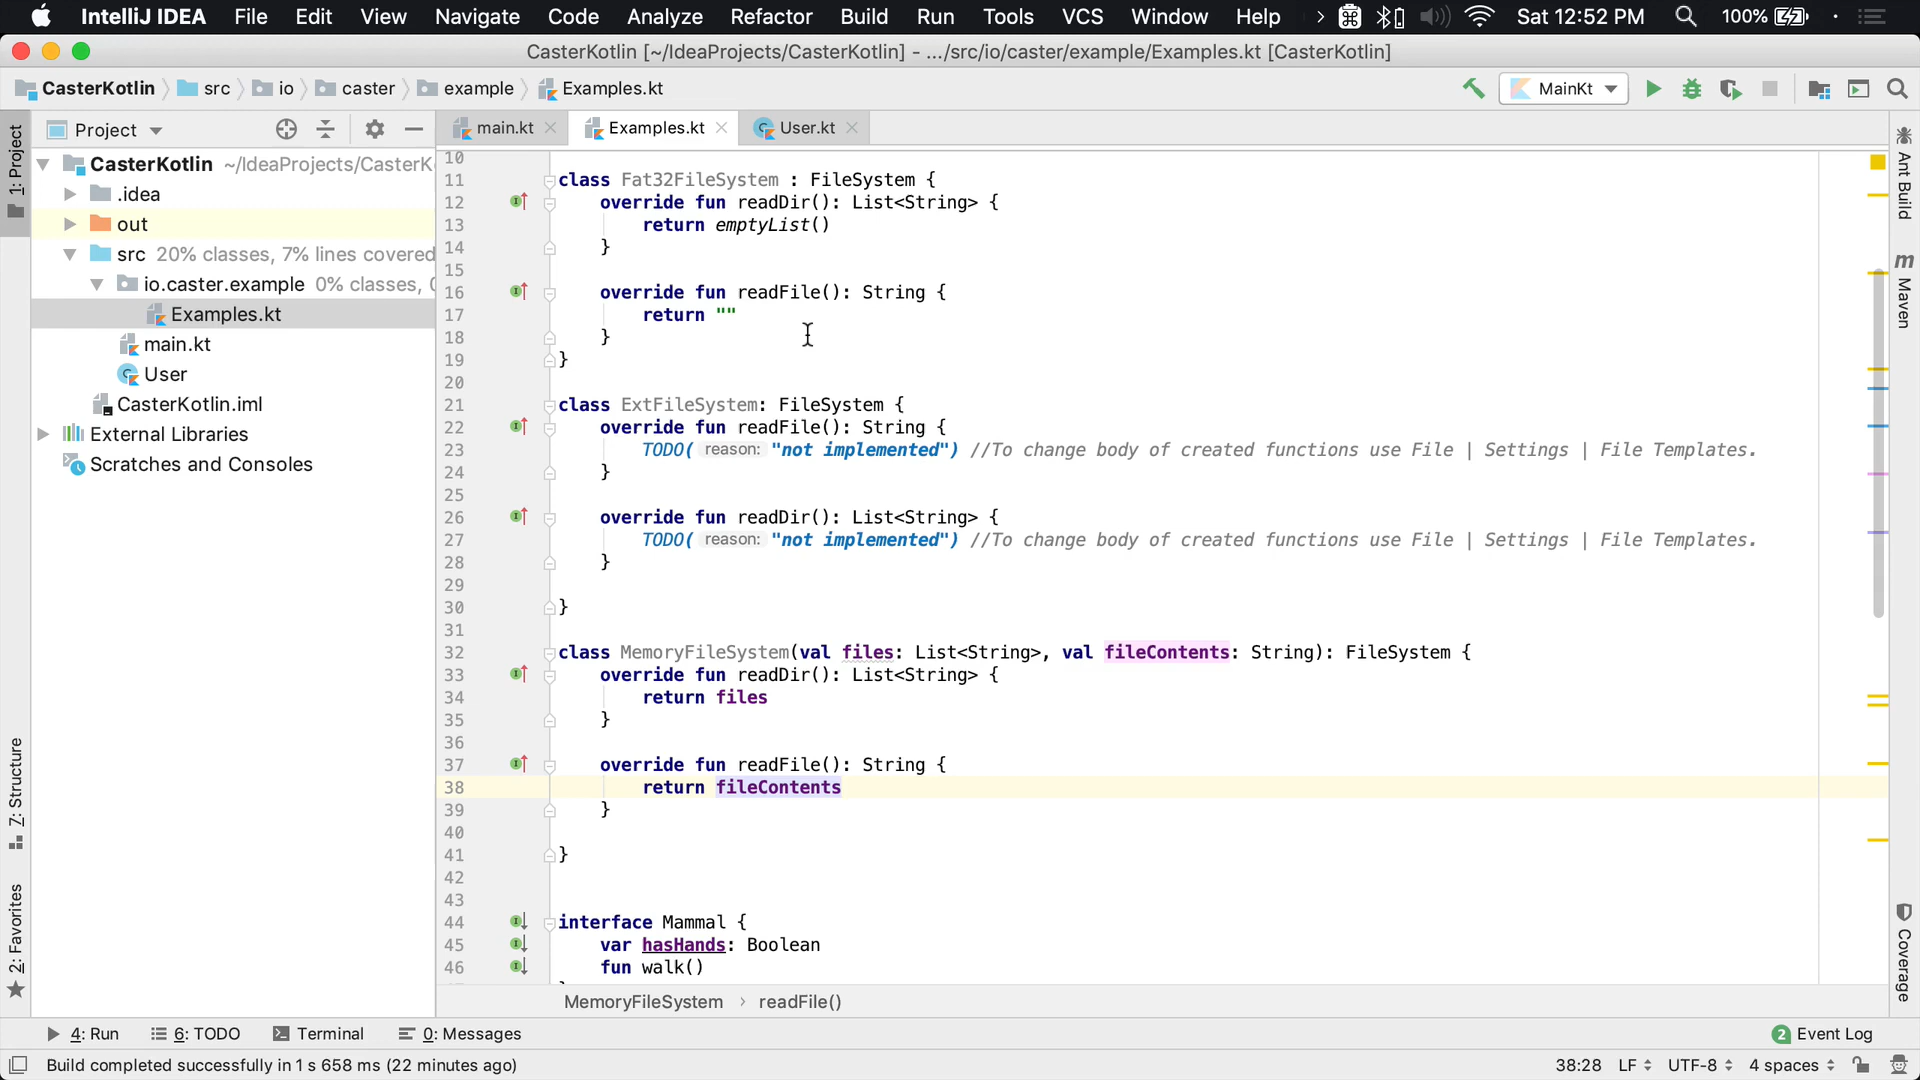 IntelliJ IDEA File Edit View Navigate Code Analyze Refactor Build Run Tools VCS Window Help Sat 12:52 PM 100%
CasterKotlin [~/IdeaProjects/CasterKotlin] - .../src/io/caster/example/Examples.kt [CasterKotlin]
CasterKotlin src io caster example Examples.kt MainKt
Project
main.kt Examples.kt User.kt
1: Project
CasterKotlin ~/IdeaProjects/CasterK
.idea
out
src 20% classes, 7% lines covered
io.caster.example 0% classes, 0
Examples.kt
main.kt
User
CasterKotlin.iml
External Libraries
Scratches and Consoles
Z: Structure
2: Favorites
10
11 class Fat32FileSystem : FileSystem {
12 override fun readDir(): List<String> {
13 return emptyList()
14 }
15
16 override fun readFile(): String {
17 return ""
18 }
19 }
20
21 class ExtFileSystem: FileSystem {
22 override fun readFile(): String {
23 TODO( reason: "not implemented") //To change body of created functions use File | Settings | File Templates.
24 }
25
26 override fun readDir(): List<String> {
27 TODO( reason: "not implemented") //To change body of created functions use File | Settings | File Templates.
28 }
29
30 }
31
32 class MemoryFileSystem(val files: List<String>, val fileContents: String): FileSystem {
33 override fun readDir(): List<String> {
34 return files
35 }
36
37 override fun readFile(): String {
38 return fileContents
39 }
40
41 }
42
43
44 interface Mammal {
45 var hasHands: Boolean
46 fun walk()
MemoryFileSystem › readFile()
Ant Build
m Maven
Coverage
4: Run 6: TODO Terminal 0: Messages 2 Event Log
Build completed successfully in 1 s 658 ms (22 minutes ago) 38:28 LF UTF-8 4 spaces